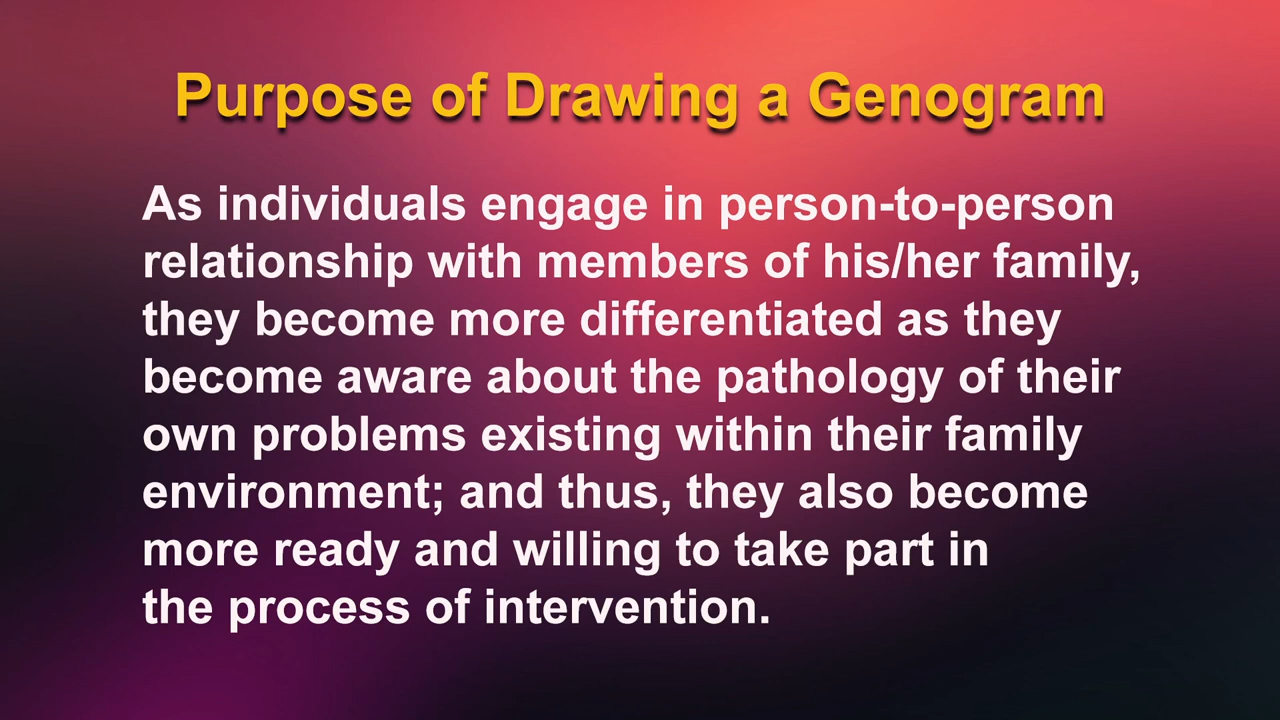 Purpose of Drawing a Genogram
As individuals engage in person-to-person
relationship with members of his/her family,
they become more differentiated as they
become aware about the pathology of their
own problems existing within their family
environment; and thus, they also become
more ready and willing to take part in
the process of intervention.